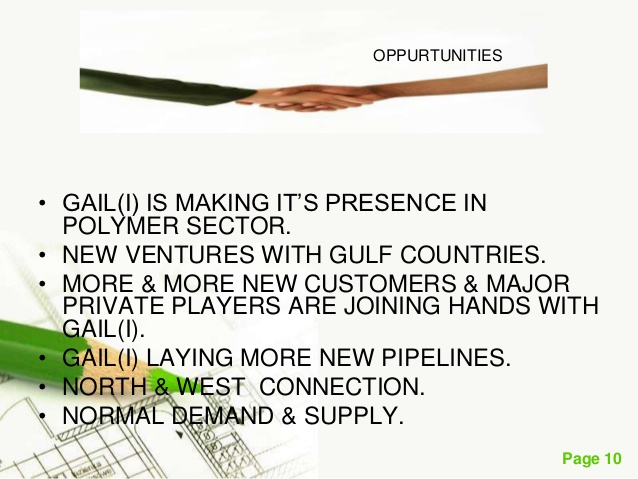 OPPURTUNITIES
• GAIL(I) IS MAKING IT’S PRESENCE IN
POLYMER SECTOR.
• NEW VENTURES WITH GULF COUNTRIES.
• MORE & MORE NEW CUSTOMERS & MAJOR
PRIVATE PLAYERS ARE JOINING HANDS WITH
GAIL(I).
• GAIL(I) LAYING MORE NEW PIPELINES.
• NORTH & WEST CONNECTION.
• NORMAL DEMAND & SUPPLY.
Page 10